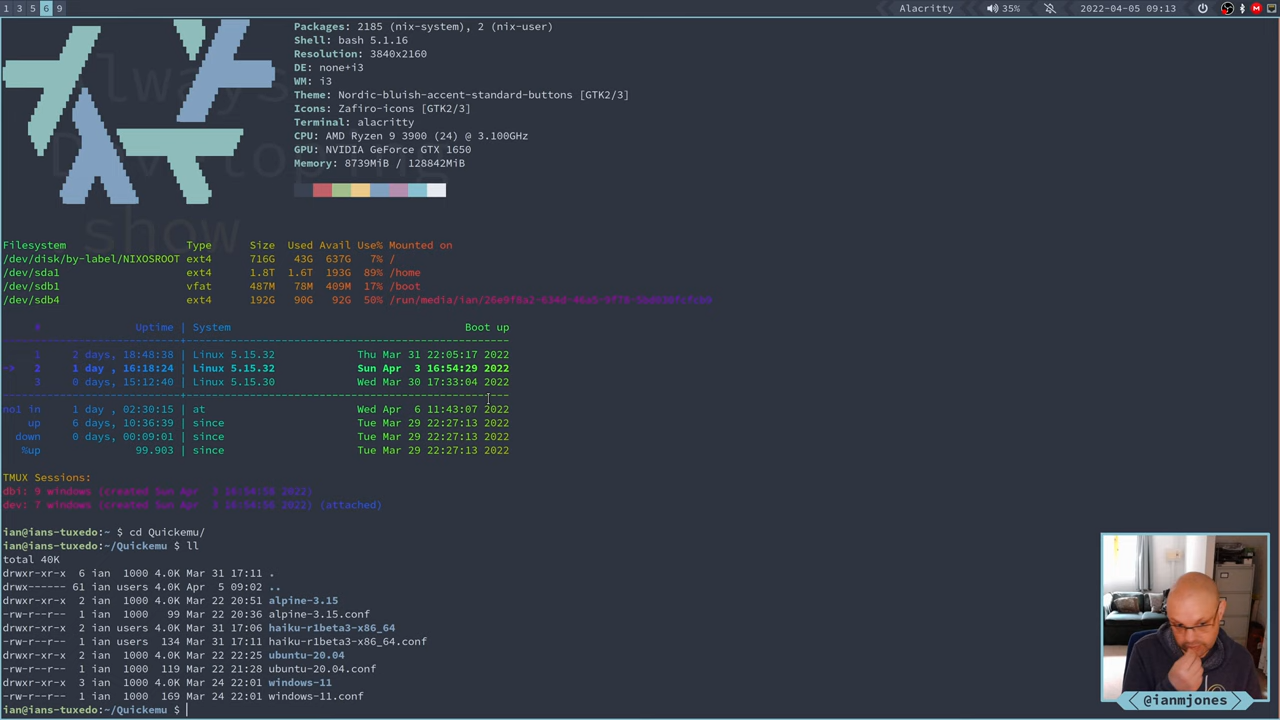 1 3 5 6 9
Alacritty 35% 2022-04-05 09:13
Packages: 2185 (nix-system), 2 (nix-user)
Shell: bash 5.1.16
Resolution: 3840x2160
DE: none+i3
WM: i3
Theme: Nordic-bluish-accent-standard-buttons [GTK2/3]
Icons: Zafiro-icons [GTK2/3]
Terminal: alacritty
CPU: AMD Ryzen 9 3900 (24) @ 3.100GHz
GPU: NVIDIA GeForce GTX 1650
Memory: 8739MiB / 128842MiB
show
Filesystem Type Size Used Avail Use% Mounted on
/dev/disk/by-label/NIXOSROOT ext4 716G 43G 637G 7% /
/dev/sda1 ext4 1.8T 1.6T 193G 89% /home
/dev/sdb1 vfat 487M 78M 409M 17% /boot
/dev/sdb4 ext4 192G 90G 92G 50%
# Uptime | System Boot up
1 2 days, 18:48:38 | Linux 5.15.32 Thu Mar 31 22:05:17 2022
-> 2 1 day , 16:18:24 | Linux 5.15.32 Sun Apr 3 16:54:29 2022
3 0 days, 15:12:40 | Linux 5.15.30 Wed Mar 30 17:33:04 2022
no1 in 1 day , 02:30:15 | at Wed Apr 6 11:43:07 2022
up 6 days, 10:36:39 | since Tue Mar 29 22:27:13 2022
down 0 days, 00:09:01 | since Tue Mar 29 22:27:13 2022
%up 99.903 | since Tue Mar 29 22:27:13 2022
TMUX Sessions:
dbi: 9 windows (created Sun Apr 3 2022)
dev: 7 windows (created Sun Apr 3 2022) (attached)
ian@ians-tuxedo:~ $ cd Quickemu/
ian@ians-tuxedo:~/Quickemu $ ll
total 40K
drwxr-xr-x 6 ian 1000 4.0K Mar 31 17:11 .
drwx------ 61 ian users 4.0K Apr 5 09:02 ..
drwxr-xr-x 2 ian 1000 4.0K Mar 22 20:51 alpine-3.15
-rw-r--r-- 1 ian 1000 99 Mar 22 20:36 alpine-3.15.conf
drwxr-xr-x 2 ian users 4.0K Mar 31 17:06 haiku-r1beta3-x86_64
-rw-r--r-- 1 ian users 134 Mar 31 17:11 haiku-r1beta3-x86_64.conf
drwxr-xr-x 2 ian 1000 4.0K Mar 22 22:25 ubuntu-20.04
-rw-r--r-- 1 ian 1000 119 Mar 22 21:28 ubuntu-20.04.conf
drwxr-xr-x 3 ian 1000 4.0K Mar 24 22:01 windows-11
-rw-r--r-- 1 ian 1000 169 Mar 24 22:01 windows-11.conf
ian@ians-tuxedo:~/Quickemu $
@ianmjones